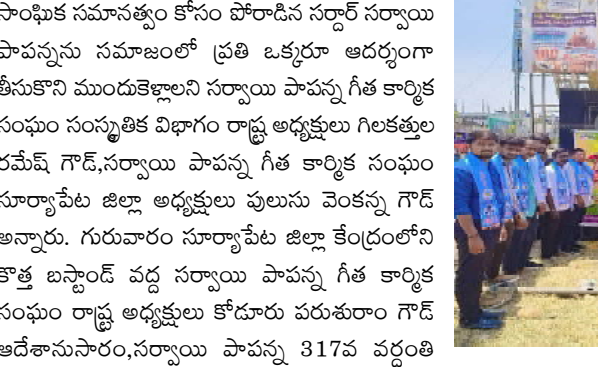 సాంఘిక సమానత్వం కోసం పోరాడిన సర్దార్ సర్వాయి
పాపన్నను సమాజంలో ప్రతి ఒక్కరూ ఆదర్శంగా
తీసుకొని ముందుకెళ్లాలని సర్వాయి పాపన్న గీత కార్మిక
సంఘం సంస్కృతిక విభాగం రాష్ట్ర అధ్యక్షులు గిలకత్తుల
రమేష్ గౌడ్,సర్వాయి పాపన్న గీత కార్మిక సంఘం
సూర్యాపేట జిల్లా అధ్యక్షులు పులుసు వెంకన్న గౌడ్
అన్నారు. గురువారం సూర్యాపేట జిల్లా కేంద్రంలోని
కొత్త బస్టాండ్ వద్ద సర్వాయి పాపన్న గీత కార్మిక
సంఘం రాష్ట్ర అధ్యక్షులు కోడూరు పరుశురాం గౌడ్
ఆదేశానుసారం,సర్వాయి పాపన్న 317వ వర్ధంతి